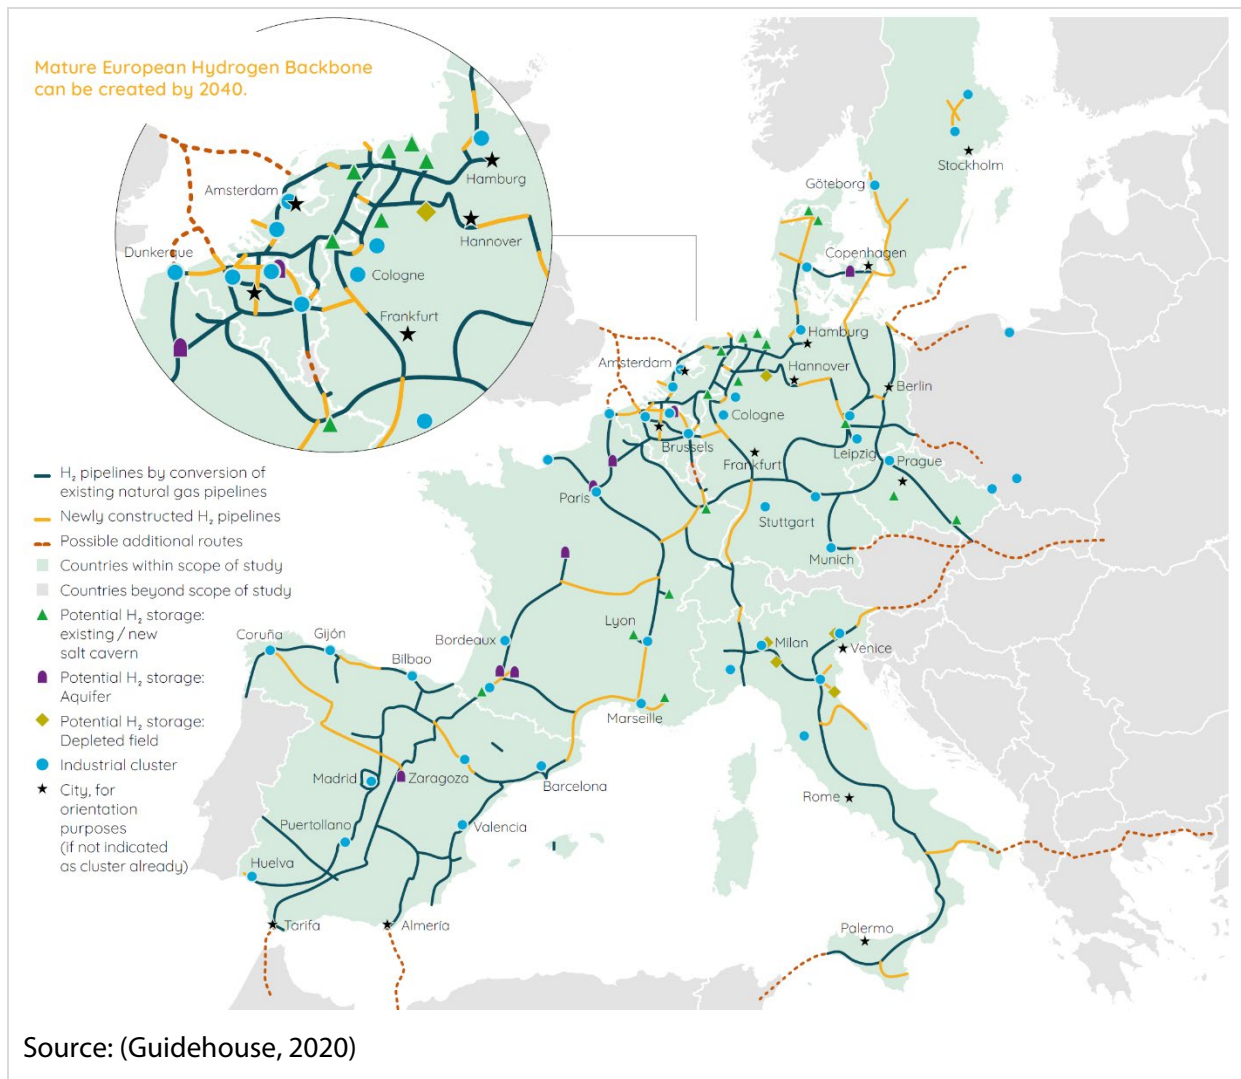 Mature European Hydrogen Backbone
can be created by 2040.
Amsterdam
Hamburg
Hannover
Dunkerque
Cologne
Frankfurt
Stockholm
Göteborg
Copenhagen
Hamburg
Amsterdam
Hannover
Berlin
Cologne
Brussels
Leipzig
Frankfurt
Prague
Paris
Stuttgart
Munich
H₂ pipelines by conversion of
existing natural gas pipelines
Newly constructed H₂ pipelines
Possible additional routes
Countries within scope of study
Countries beyond scope of study
Potential H₂ storage:
existing / new
salt cavern
Potential H₂ storage:
Aquifer
Potential H₂ storage:
Depleted field
Industrial cluster
City, for
orientation
purposes
(if not indicated
as cluster already)
Coruña
Gijón
Bilbao
Bordeaux
Lyon
Milan
Venice
Marseille
Madrid
Zaragoza
Barcelona
Rome
Puertollano
Valencia
Huelva
Tarifa
Almería
Palermo
Source: (Guidehouse, 2020)